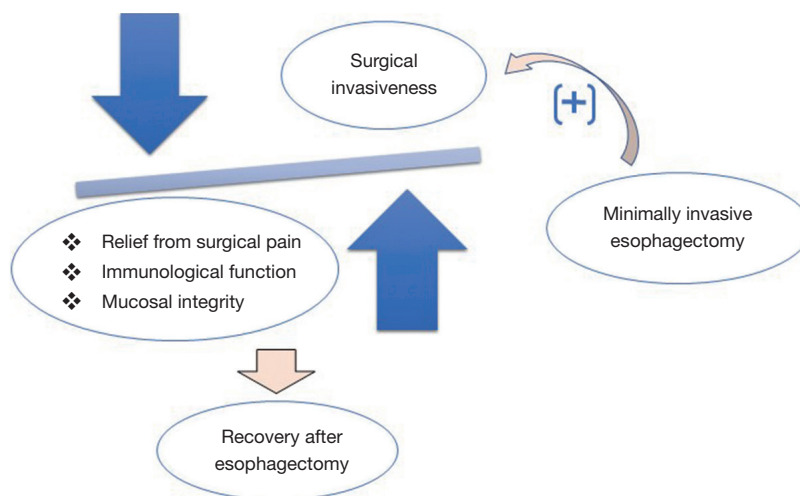 Surgical
invasiveness
(+)
Minimally invasive
esophagectomy
❖ Relief from surgical pain
❖ Immunological function
❖ Mucosal integrity
Recovery after
esophagectomy